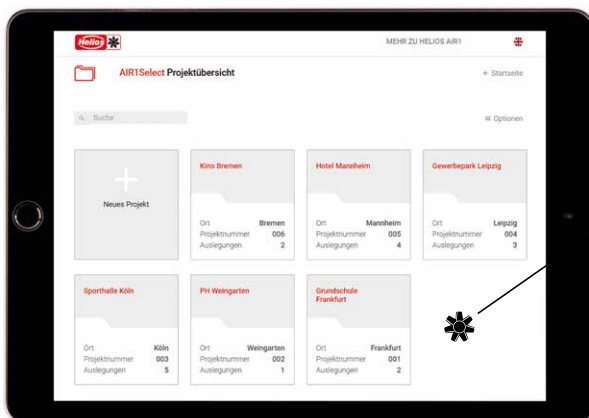 Helios
MEHR ZU HELIOS AIR1
AIR1Select Projektübersicht
← Startseite
Suche
Optionen
Neues Projekt
Kino Bremen
Ort Bremen
Projektnummer 006
Auslegungen 2
Hotel Mannheim
Ort Mannheim
Projektnummer 005
Auslegungen 4
Gewerbepark Leipzig
Ort Leipzig
Projektnummer 004
Auslegungen 3
Sporthalle Köln
Ort Köln
Projektnummer 003
Auslegungen 5
PH Weingarten
Ort Weingarten
Projektnummer 002
Auslegungen 1
Grundschule
Frankfurt
Ort Frankfurt
Projektnummer 001
Auslegungen 2